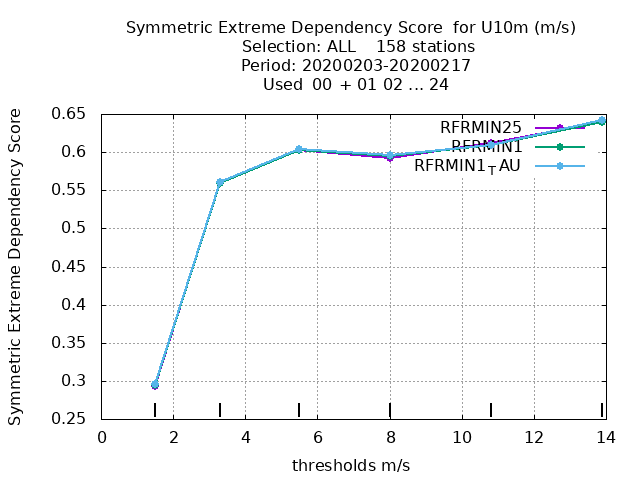 Symmetric Extreme Dependency Score  for U10m (m/s)
Selection: ALL    158 stations
Period: 20200203-20200217
Used  00 + 01 02 ... 24
Symmetric Extreme Dependency Score
0.65
0.6
0.55
0.5
0.45
0.4
0.35
0.3
0.25
RFRMIN25
RFRMIN1
RFRMIN1TAU
0 2 4 6 8 10 12 14
thresholds m/s